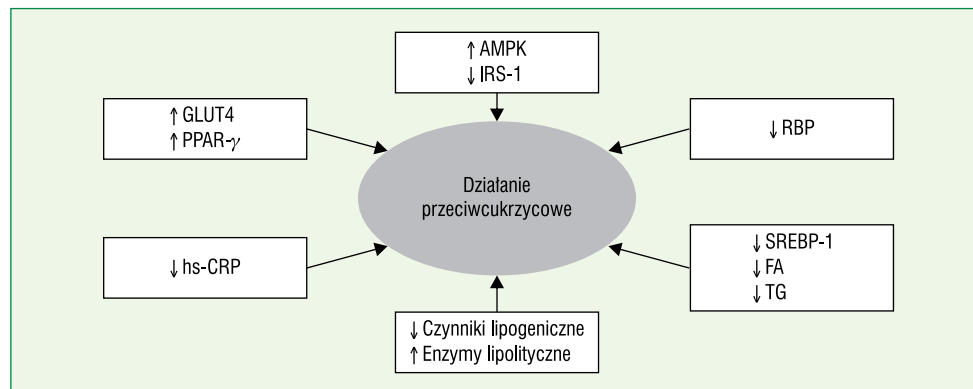 ↑ AMPK
↓ IRS-1
↑ GLUT4
↑ PPAR-γ
↓ RBP
Działanie
przeciwcukrzycowe
↓ hs-CRP
↓ SREBP-1
↓ FA
↓ TG
↓ Czynniki lipogeniczne
↑ Enzymy lipolityczne